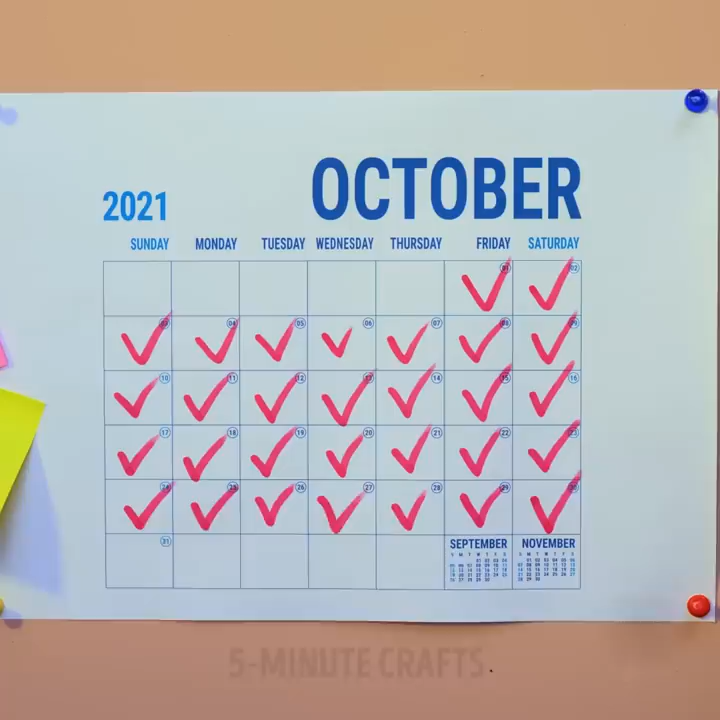 OCTOBER
2021
SUNDAY MONDAY TUESDAY WEDNESDAY THURSDAY FRIDAY SATURDAY
01 02
03 04 05 06 07 08 09
10 11 12 13 14 15 16
17 18 19 20 21 22 23
24 25 26 27 28 29 30
31
SEPTEMBER NOVEMBER
5-MINUTE CRAFTS